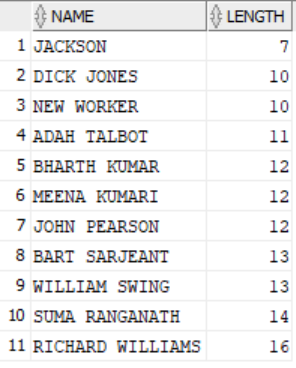 NAME LENGTH
1 JACKSON 7
2 DICK JONES 10
3 NEW WORKER 10
4 ADAH TALBOT 11
5 BHARTH KUMAR 12
6 MEENA KUMARI 12
7 JOHN PEARSON 12
8 BART SARJEANT 13
9 WILLIAM SWING 13
10 SUMA RANGANATH 14
11 RICHARD WILLIAMS 16